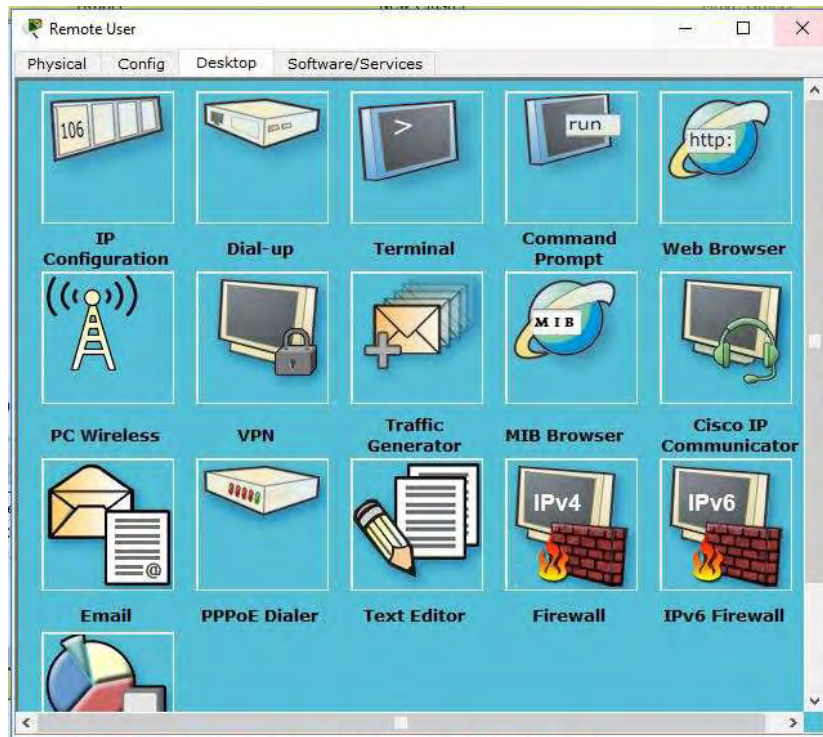 Remote User
Physical Config Desktop Software/Services
106
>
run
http:
IP
Configuration
Dial-up
Terminal
Command
Prompt
Web Browser
MIB
PC Wireless
VPN
Traffic
Generator
MIB Browser
Cisco IP
Communicator
@
IPv4
IPv6
Email
PPPoE Dialer
Text Editor
Firewall
IPv6 Firewall